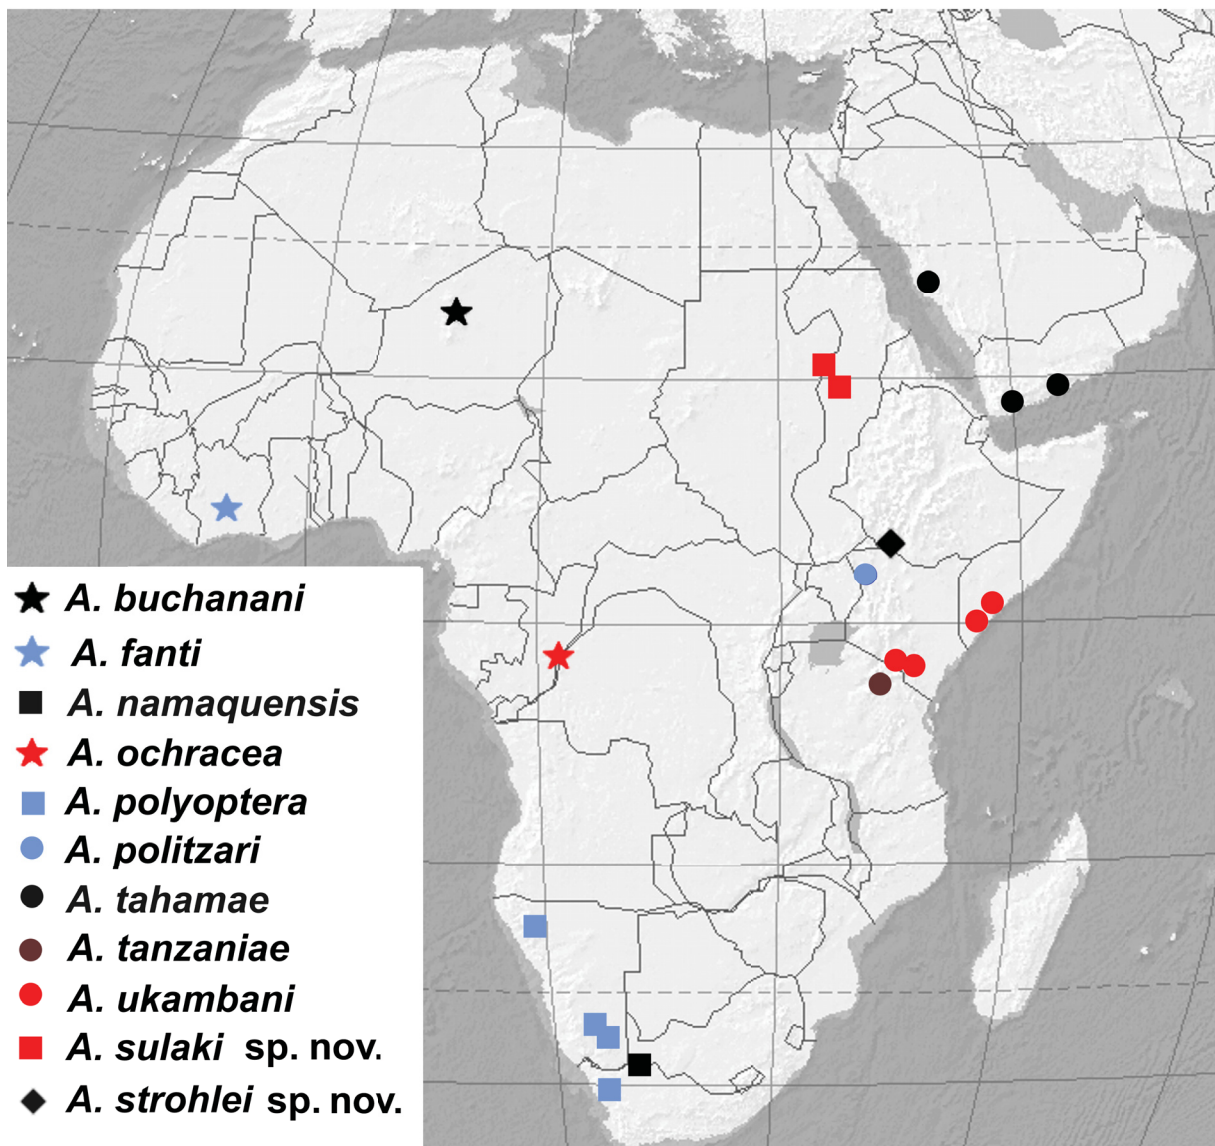 A. buchanani
A. fanti
A. namaquensis
A. ochracea
A. polyoptera
A. politzari
A. tahamae
A. tanzaniae
A. ukambani
A. sulaki sp. nov.
A. strohlei sp. nov.